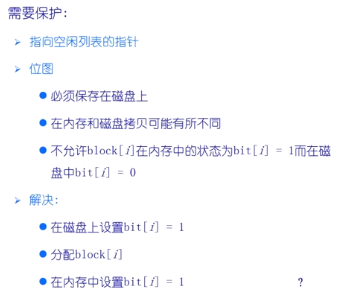 需要保护:
指向空闲列表的指针
位图
必须保存在磁盘上
在内存和磁盘拷贝可能有所不同
不允许block[i]在内存中的状态为bit[i] = 1而在磁
盘中bit[i] = 0
解决:
在磁盘上设置bit[i] = 1
分配block[i]
在内存中设置bit[i] = 1 ?